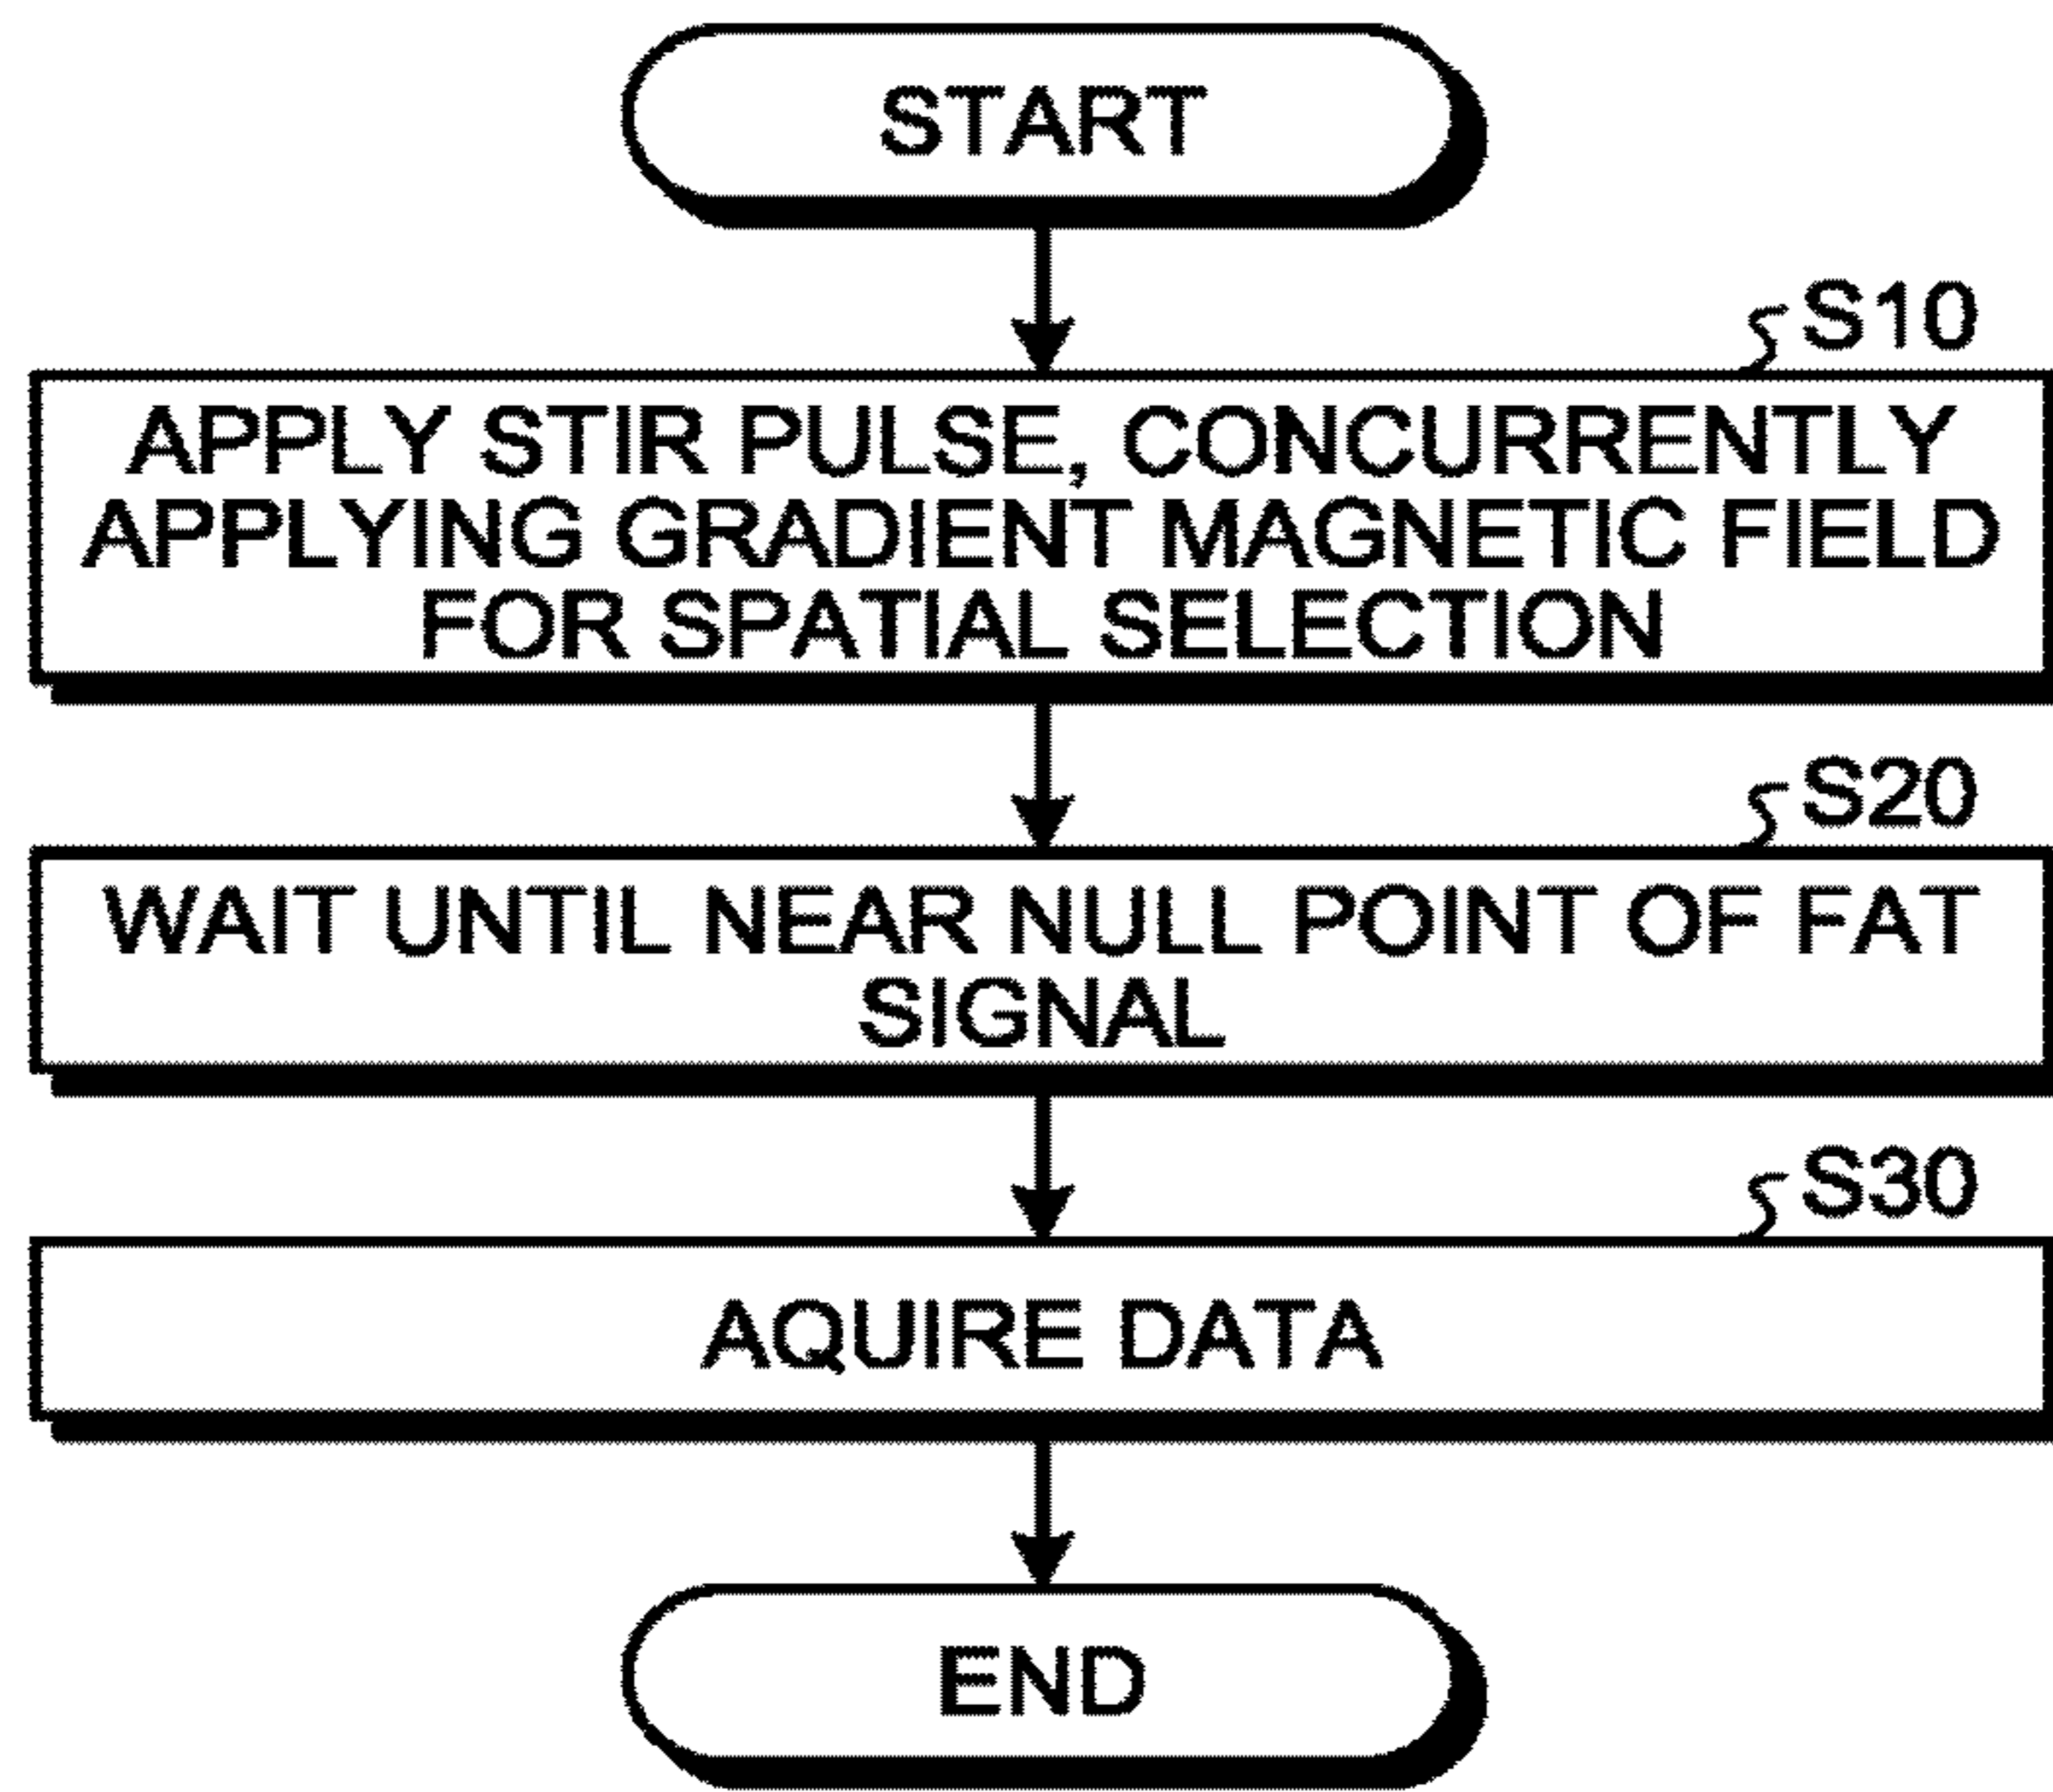 START
S10
APPLY STIR PULSE, CONCURRENTLY
APPLYING GRADIENT MAGNETIC FIELD
FOR SPATIAL SELECTION
S20
WAIT UNTIL NEAR NULL POINT OF FAT
SIGNAL
S30
AQUIRE DATA
END